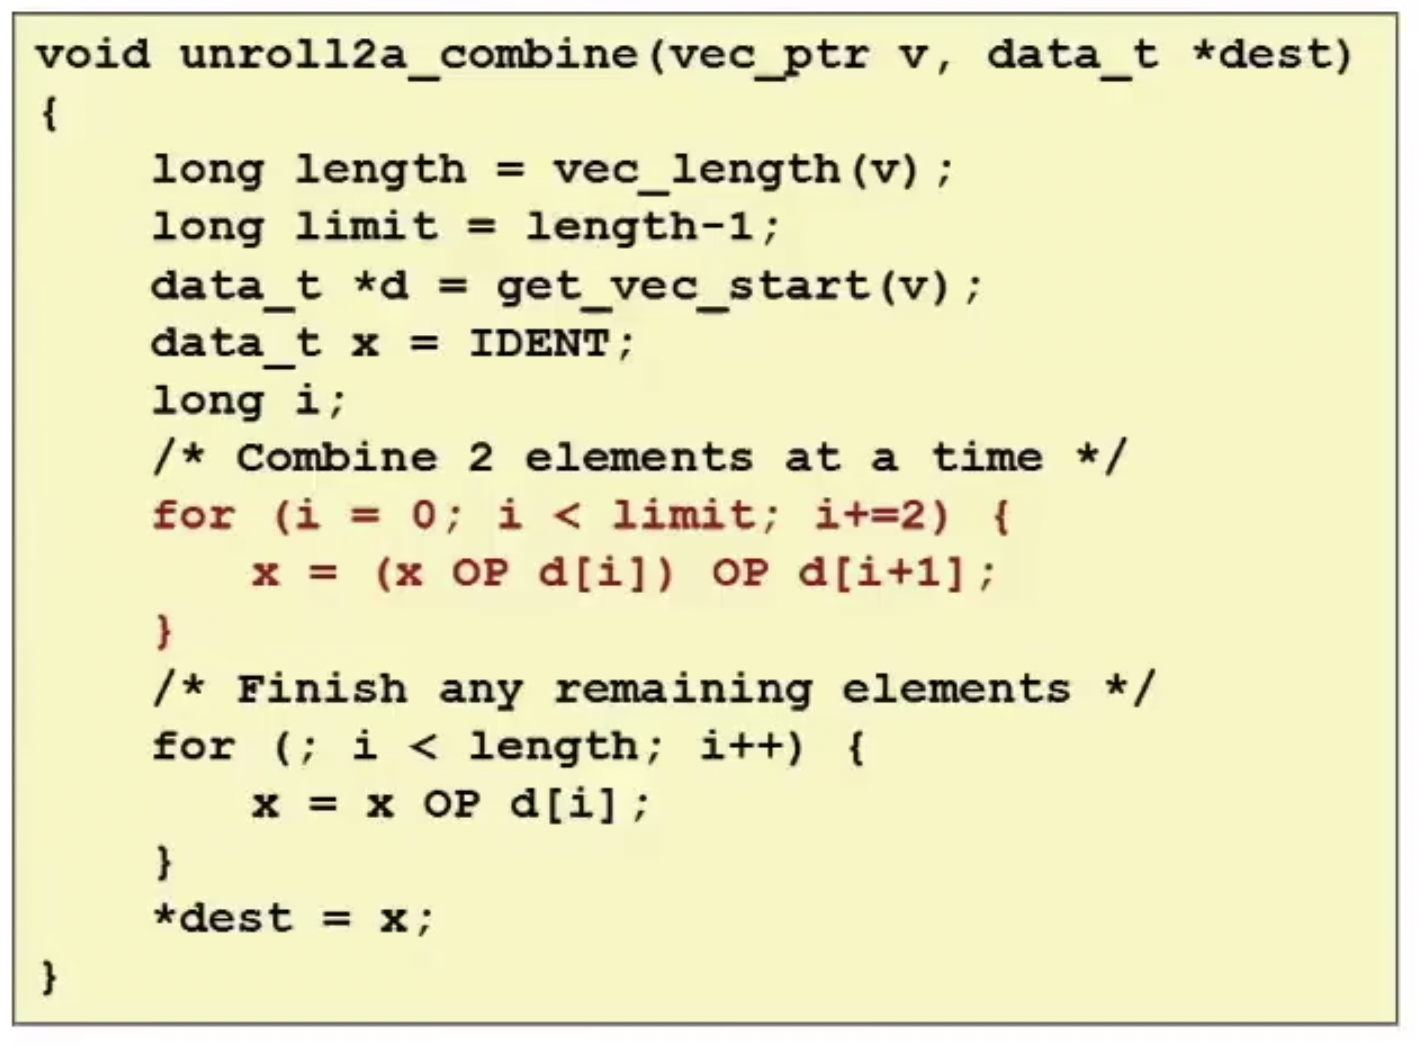 void unroll2a_combine(vec_ptr v, data_t *dest)
{
    long length = vec_length(v);
    long limit = length-1;
    data_t *d = get_vec_start(v);
    data_t x = IDENT;
    long i;
    /* Combine 2 elements at a time */
    for (i = 0; i < limit; i+=2) {
        x = (x OP d[i]) OP d[i+1];
    }
    /* Finish any remaining elements */
    for (; i < length; i++) {
        x = x OP d[i];
    }
    *dest = x;
}